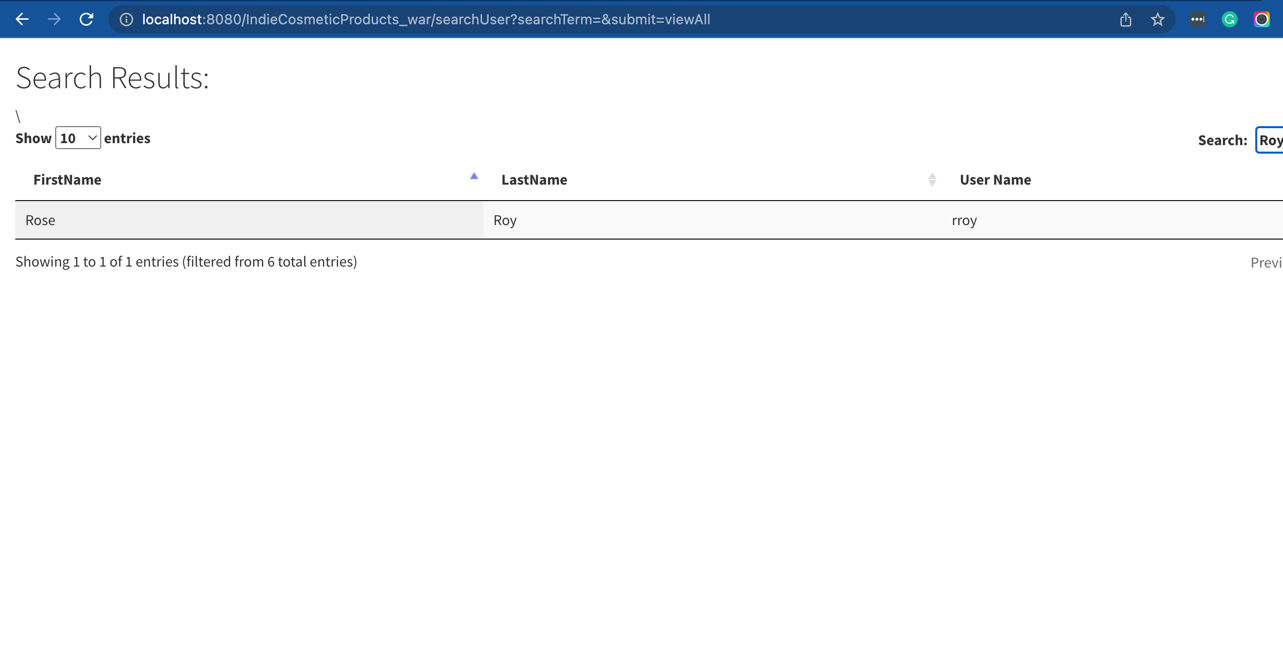 localhost:8080/IndieCosmeticProducts_war/searchUser?searchTerm=&submit=viewAll
Search Results:
\
Show 10 entries Search: Roy
FirstName LastName User Name
Rose Roy rroy
Showing 1 to 1 of 1 entries (filtered from 6 total entries) Previ